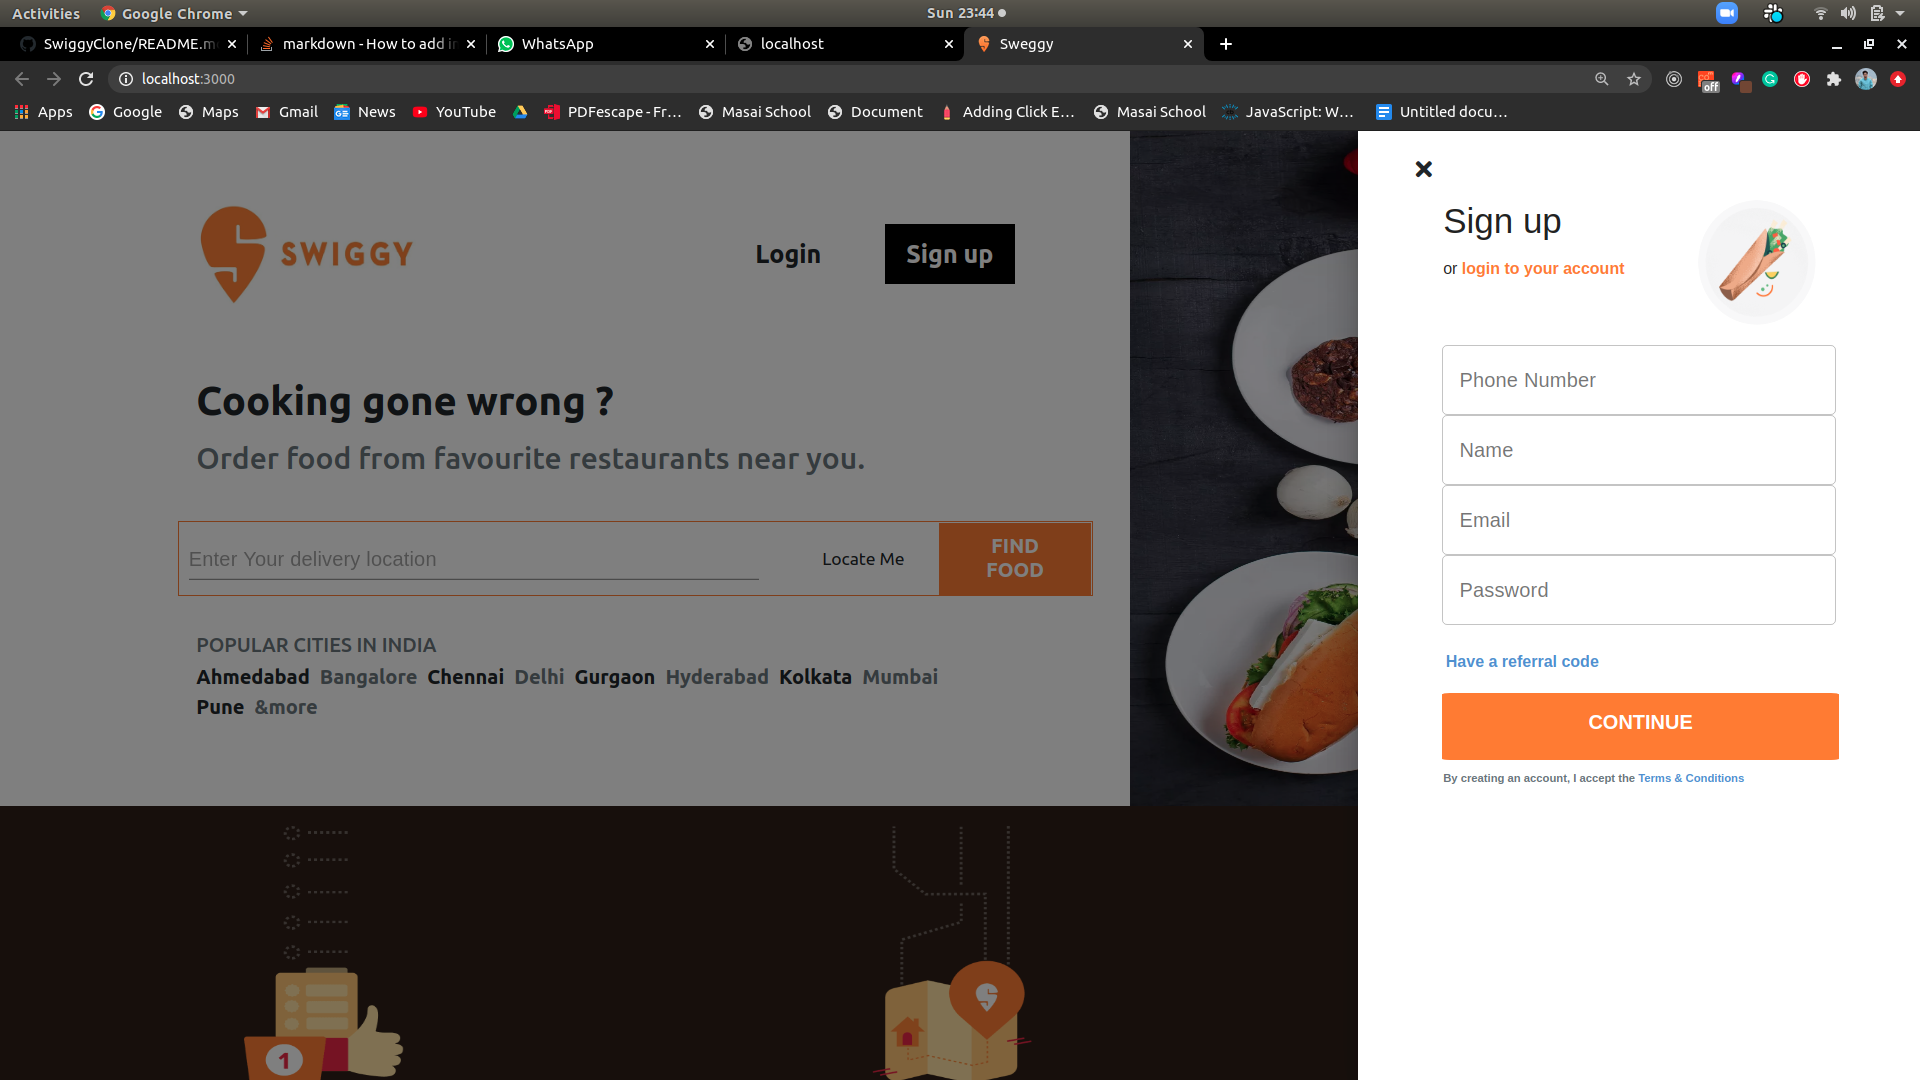 Activities Google Chrome Sun 23:44
SwiggyClone/README.m markdown - How to add i WhatsApp localhost Sweggy
localhost:3000
off
Apps Google Maps Gmail News YouTube PDFescape - Fr… Masai School Document Adding Click E… Masai School JavaScript: W… Untitled docu…
SWIGGY
Login
Sign up
Cooking gone wrong ?
Order food from favourite restaurants near you.
Enter Your delivery location
Locate Me
FIND
FOOD
POPULAR CITIES IN INDIA
Ahmedabad Bangalore Chennai Delhi Gurgaon Hyderabad Kolkata Mumbai
Pune &more
1
Sign up
or login to your account
Phone Number
Name
Email
Password
Have a referral code
CONTINUE
By creating an account, I accept the Terms & Conditions